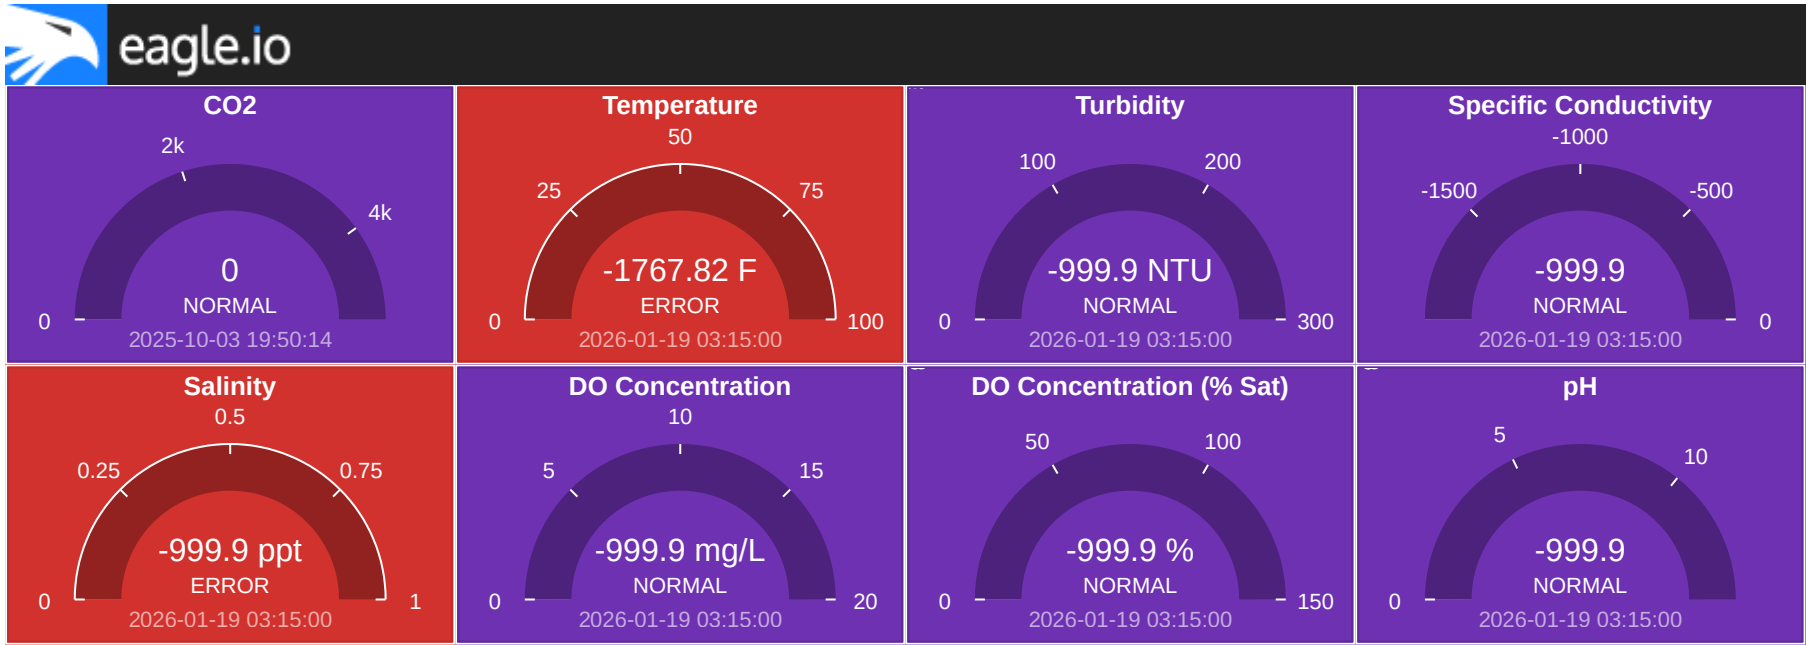 eagle.io
CO2
2k
4k
0
0
NORMAL
2025-10-03 19:50:14
Temperature
50
25
75
-1767.82 F
ERROR
0
100
2026-01-19 03:15:00
Turbidity
100
200
-999.9 NTU
NORMAL
0
300
2026-01-19 03:15:00
Specific Conductivity
-1000
-1500
-500
-999.9
NORMAL
0
2026-01-19 03:15:00
Salinity
0.5
0.25
0.75
-999.9 ppt
ERROR
0
1
2026-01-19 03:15:00
DO Concentration
10
5
15
-999.9 mg/L
NORMAL
0
20
2026-01-19 03:15:00
DO Concentration (% Sat)
50
100
-999.9 %
NORMAL
0
150
2026-01-19 03:15:00
pH
5
10
-999.9
NORMAL
0
2026-01-19 03:15:00